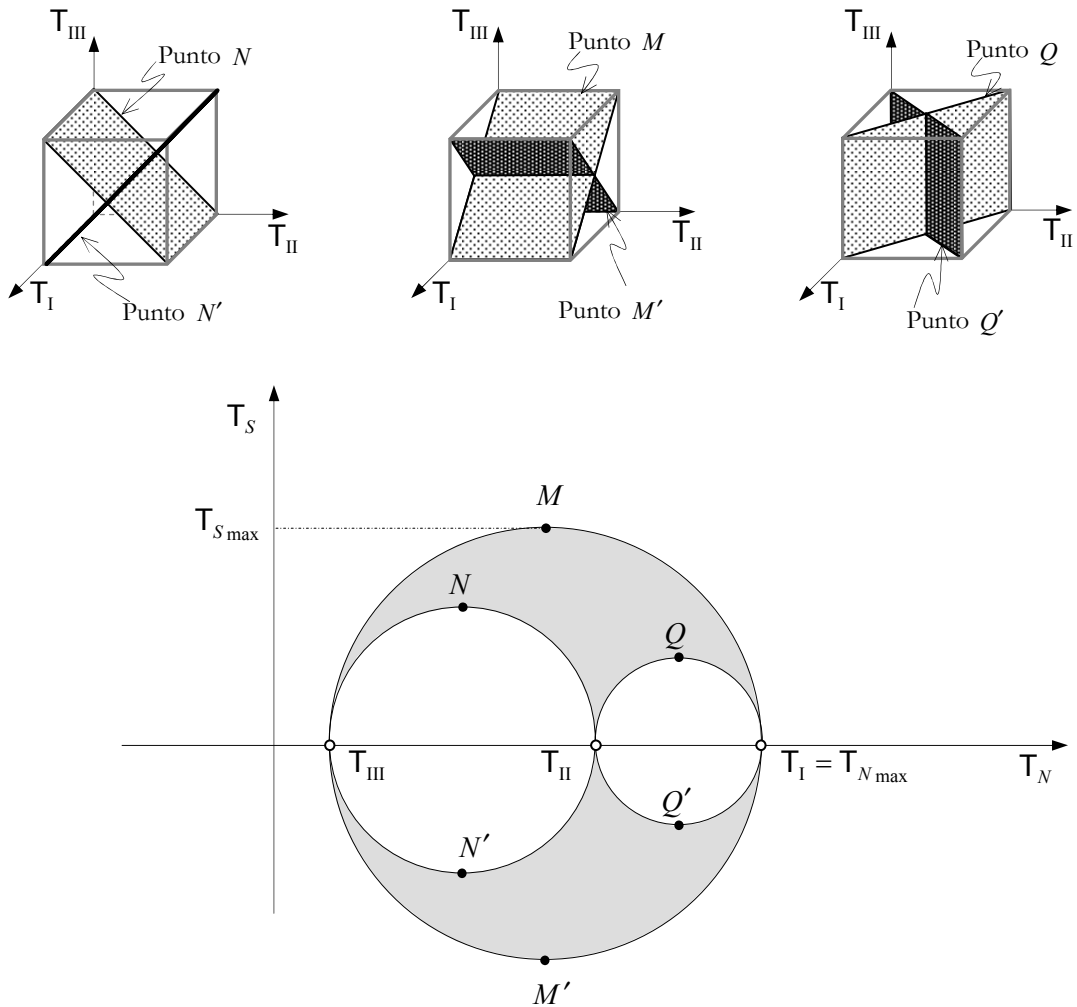 T_III
Punto N
T_II
T_I
Punto N′
T_III
Punto M
T_II
T_I
Punto M′
T_III
Punto Q
T_II
T_I
Punto Q′
T_S
M
T_S max
N
Q
T_III
T_II
T_I = T_N max
T_N
Q′
N′
M′